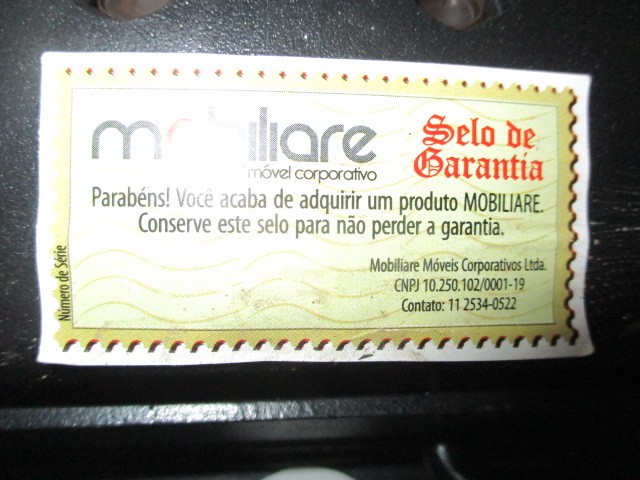 mobiliare
móvel corporativo
Selo de
Garantia
Parabéns! Você acaba de adquirir um produto MOBILIARE.
Conserve este selo para não perder a garantia.
Mobiliare Móveis Corporativos Ltda.
CNPJ 10.250.102/0001-19
Contato: 11 2534-0522
Número de Série